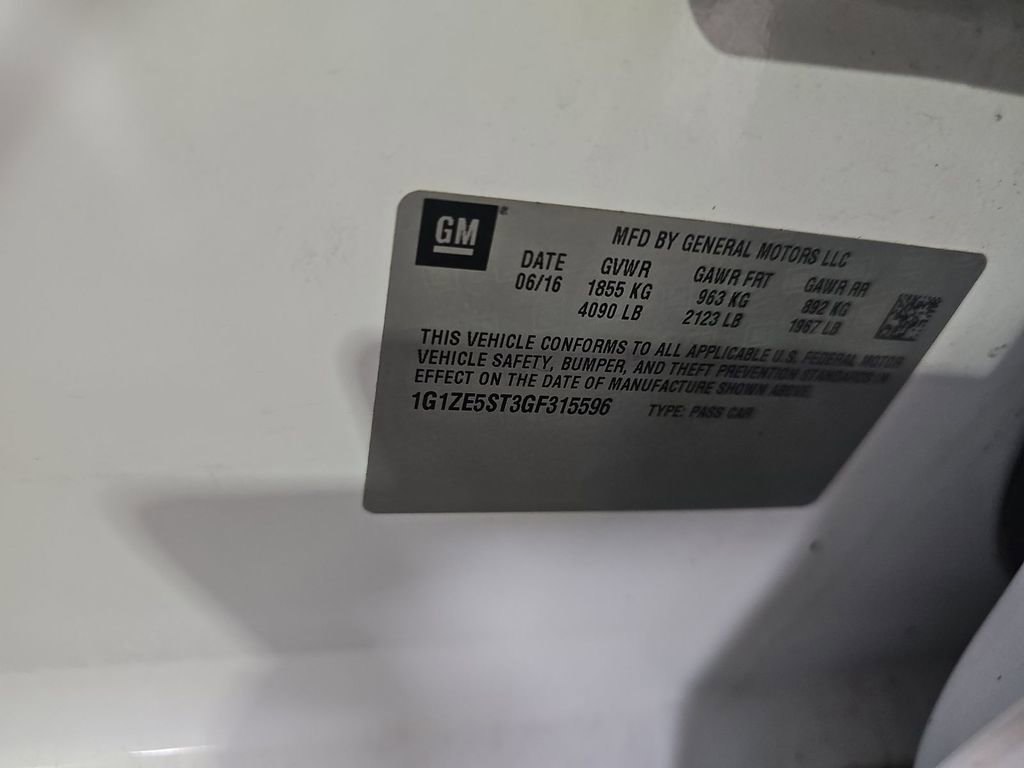 GM
MFD BY GENERAL MOTORS LLC
DATE GVWR GAWR FRT GAWR RR
06/16 1855 KG 963 KG 892 KG
4090 LB 2123 LB 1967 LB
THIS VEHICLE CONFORMS TO ALL APPLICABLE U.S. FEDERAL MOTOR
VEHICLE SAFETY, BUMPER, AND THEFT PREVENTION STANDARDS IN
EFFECT ON THE DATE OF MANUFACTURE SHOWN ABOVE.
1G1ZE5ST3GF315596 TYPE: PASS CAR